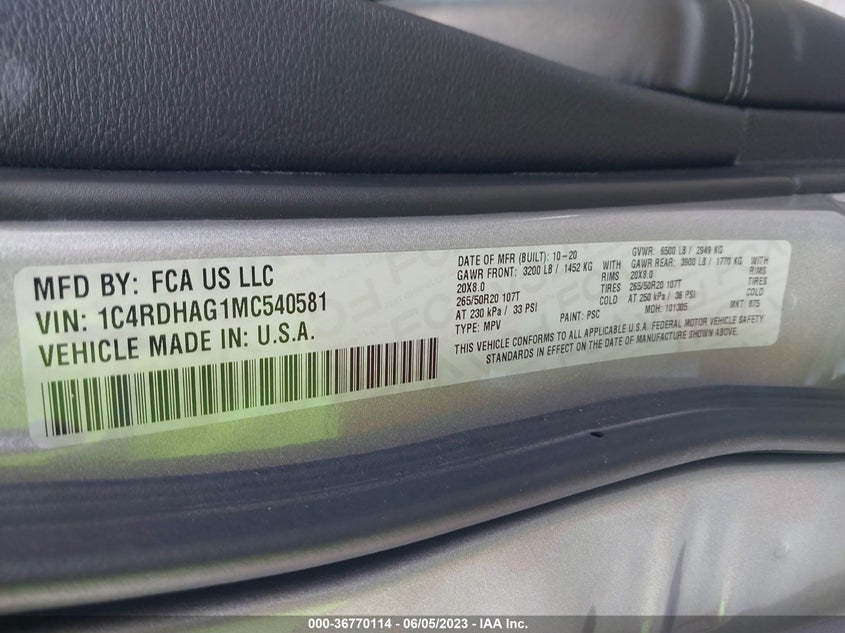 MFD BY: FCA US LLC
VIN: 1C4RDHAG1MC540581
VEHICLE MADE IN: U.S.A.
DATE OF MFR (BUILT): 10-20 GVWR: 6500 LB / 2949 KG
GAWR FRONT: 3200 LB / 1452 KG WITH GAWR REAR: 3900 LB / 1770 KG WITH
20X8.0 RIMS 20X8.0 RIMS
265/50R20 107T TIRES 265/50R20 107T TIRES
AT 230 kPa / 33 PSI COLD AT 250 kPa / 36 PSI COLD
TYPE: MPV PAINT: PSC MDH: 101305 MKT: 875
THIS VEHICLE CONFORMS TO ALL APPLICABLE U.S.A. FEDERAL MOTOR VEHICLE SAFETY
STANDARDS IN EFFECT ON THE DATE OF MANUFACTURE SHOWN ABOVE.
000-36770114 - 06/05/2023 - IAA Inc.